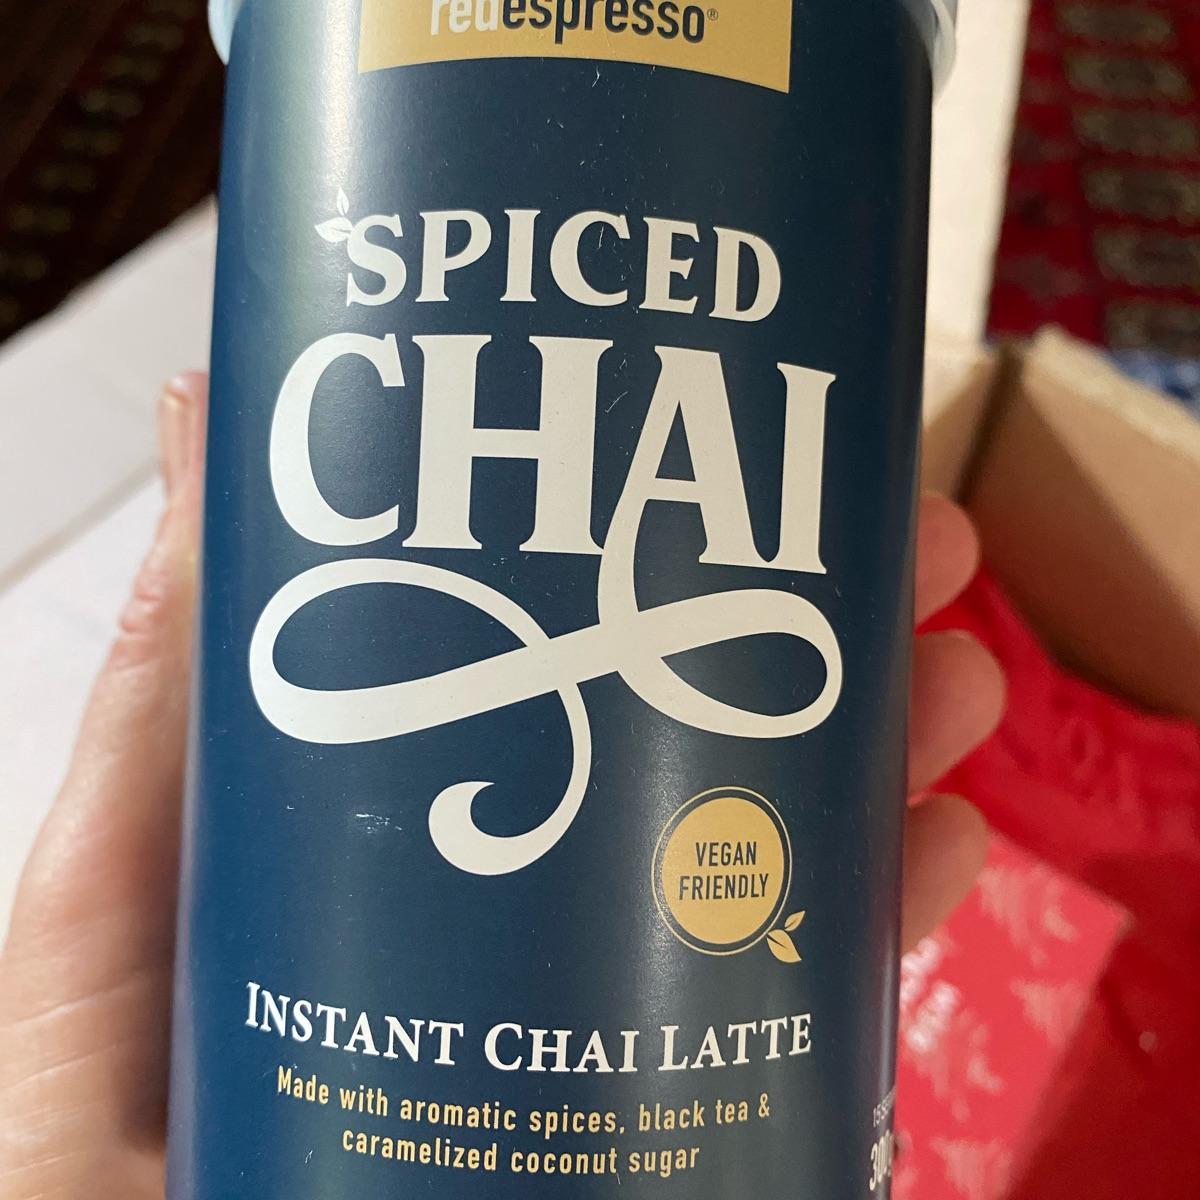 redespresso®
SPICED
CHAI
VEGAN
FRIENDLY
INSTANT CHAI LATTE
Made with aromatic spices, black tea &
caramelized coconut sugar